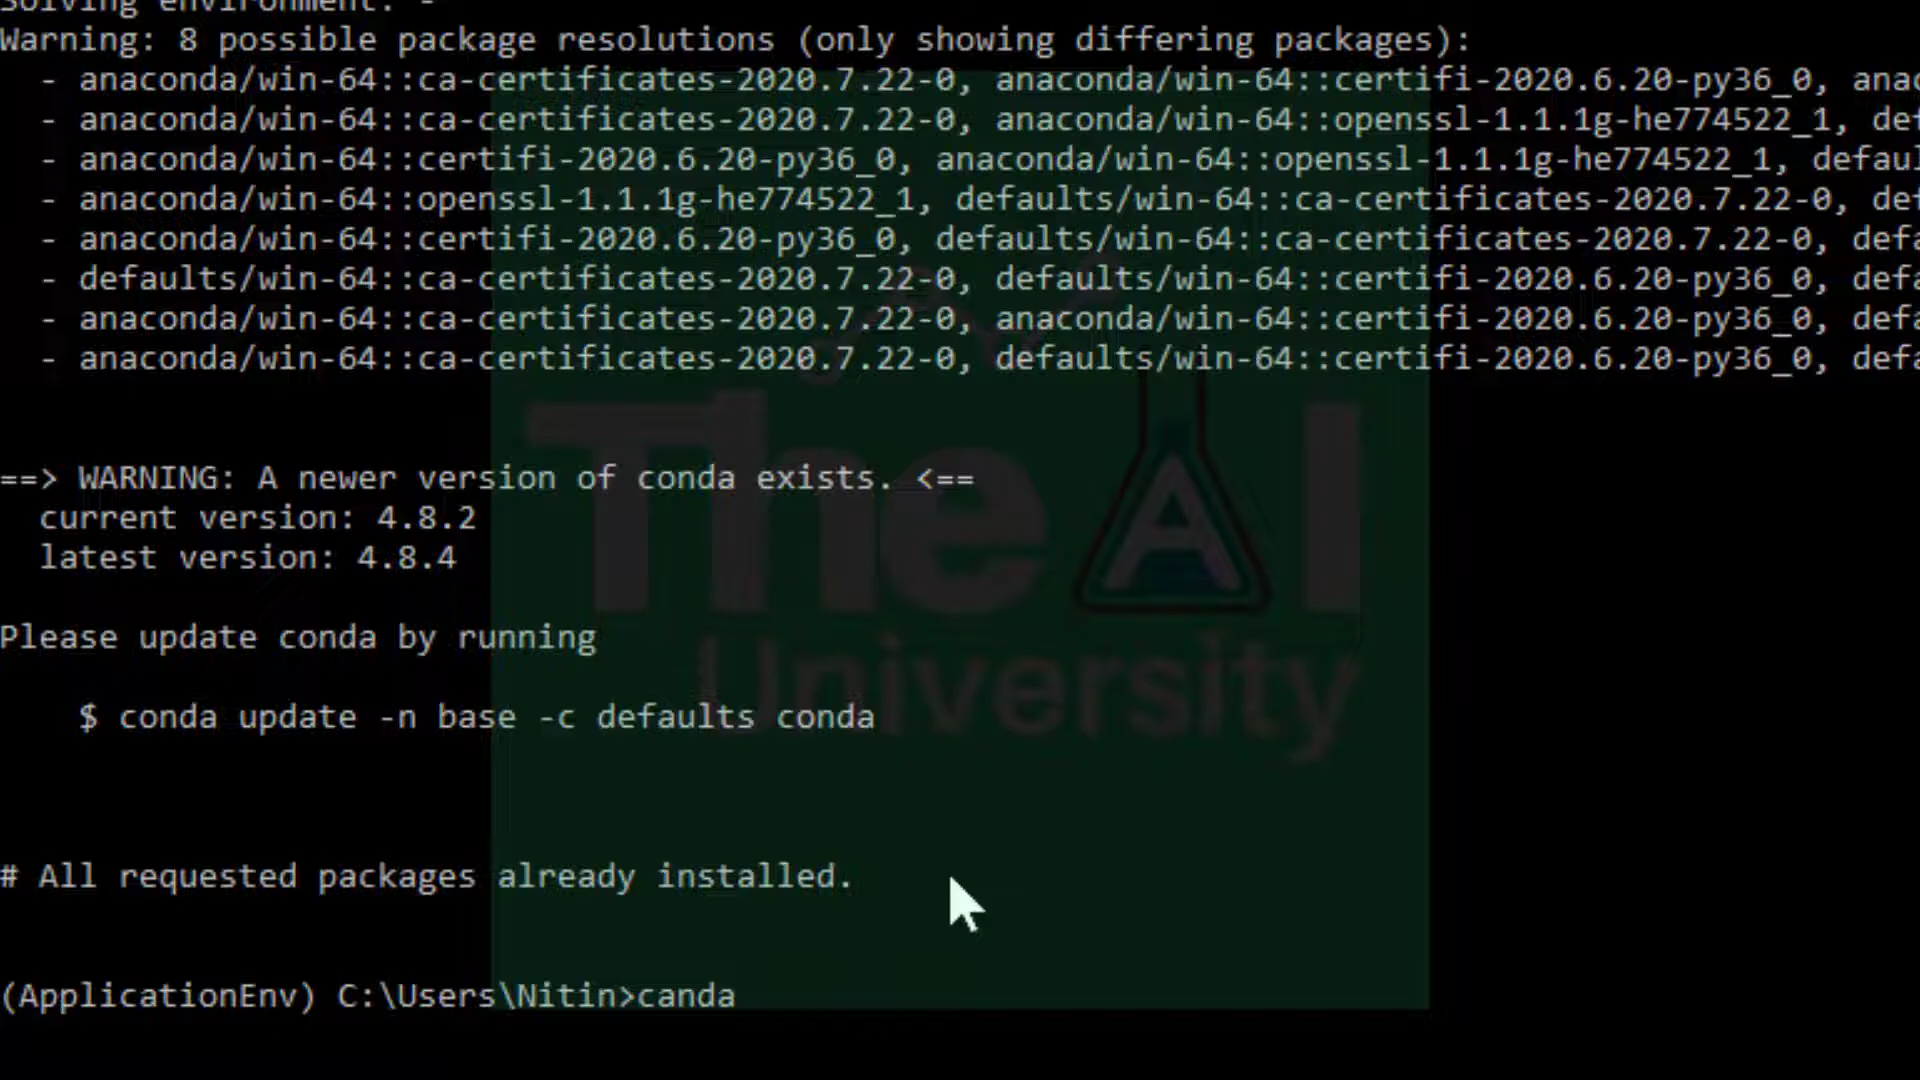 Solving environment: -
Warning: 8 possible package resolutions (only showing differing packages):
  - anaconda/win-64::ca-certificates-2020.7.22-0, anaconda/win-64::certifi-2020.6.20-py36_0, anac
  - anaconda/win-64::ca-certificates-2020.7.22-0, anaconda/win-64::openssl-1.1.1g-he774522_1, def
  - anaconda/win-64::certifi-2020.6.20-py36_0, anaconda/win-64::openssl-1.1.1g-he774522_1, defaul
  - anaconda/win-64::openssl-1.1.1g-he774522_1, defaults/win-64::ca-certificates-2020.7.22-0, def
  - anaconda/win-64::certifi-2020.6.20-py36_0, defaults/win-64::ca-certificates-2020.7.22-0, defa
  - defaults/win-64::ca-certificates-2020.7.22-0, defaults/win-64::certifi-2020.6.20-py36_0, defa
  - anaconda/win-64::ca-certificates-2020.7.22-0, anaconda/win-64::certifi-2020.6.20-py36_0, defa
  - anaconda/win-64::ca-certificates-2020.7.22-0, defaults/win-64::certifi-2020.6.20-py36_0, defa
The AI
==> WARNING: A newer version of conda exists. <==
  current version: 4.8.2
  latest version: 4.8.4
Please update conda by running
University
    $ conda update -n base -c defaults conda
# All requested packages already installed.
(ApplicationEnv) C:\Users\Nitin>canda